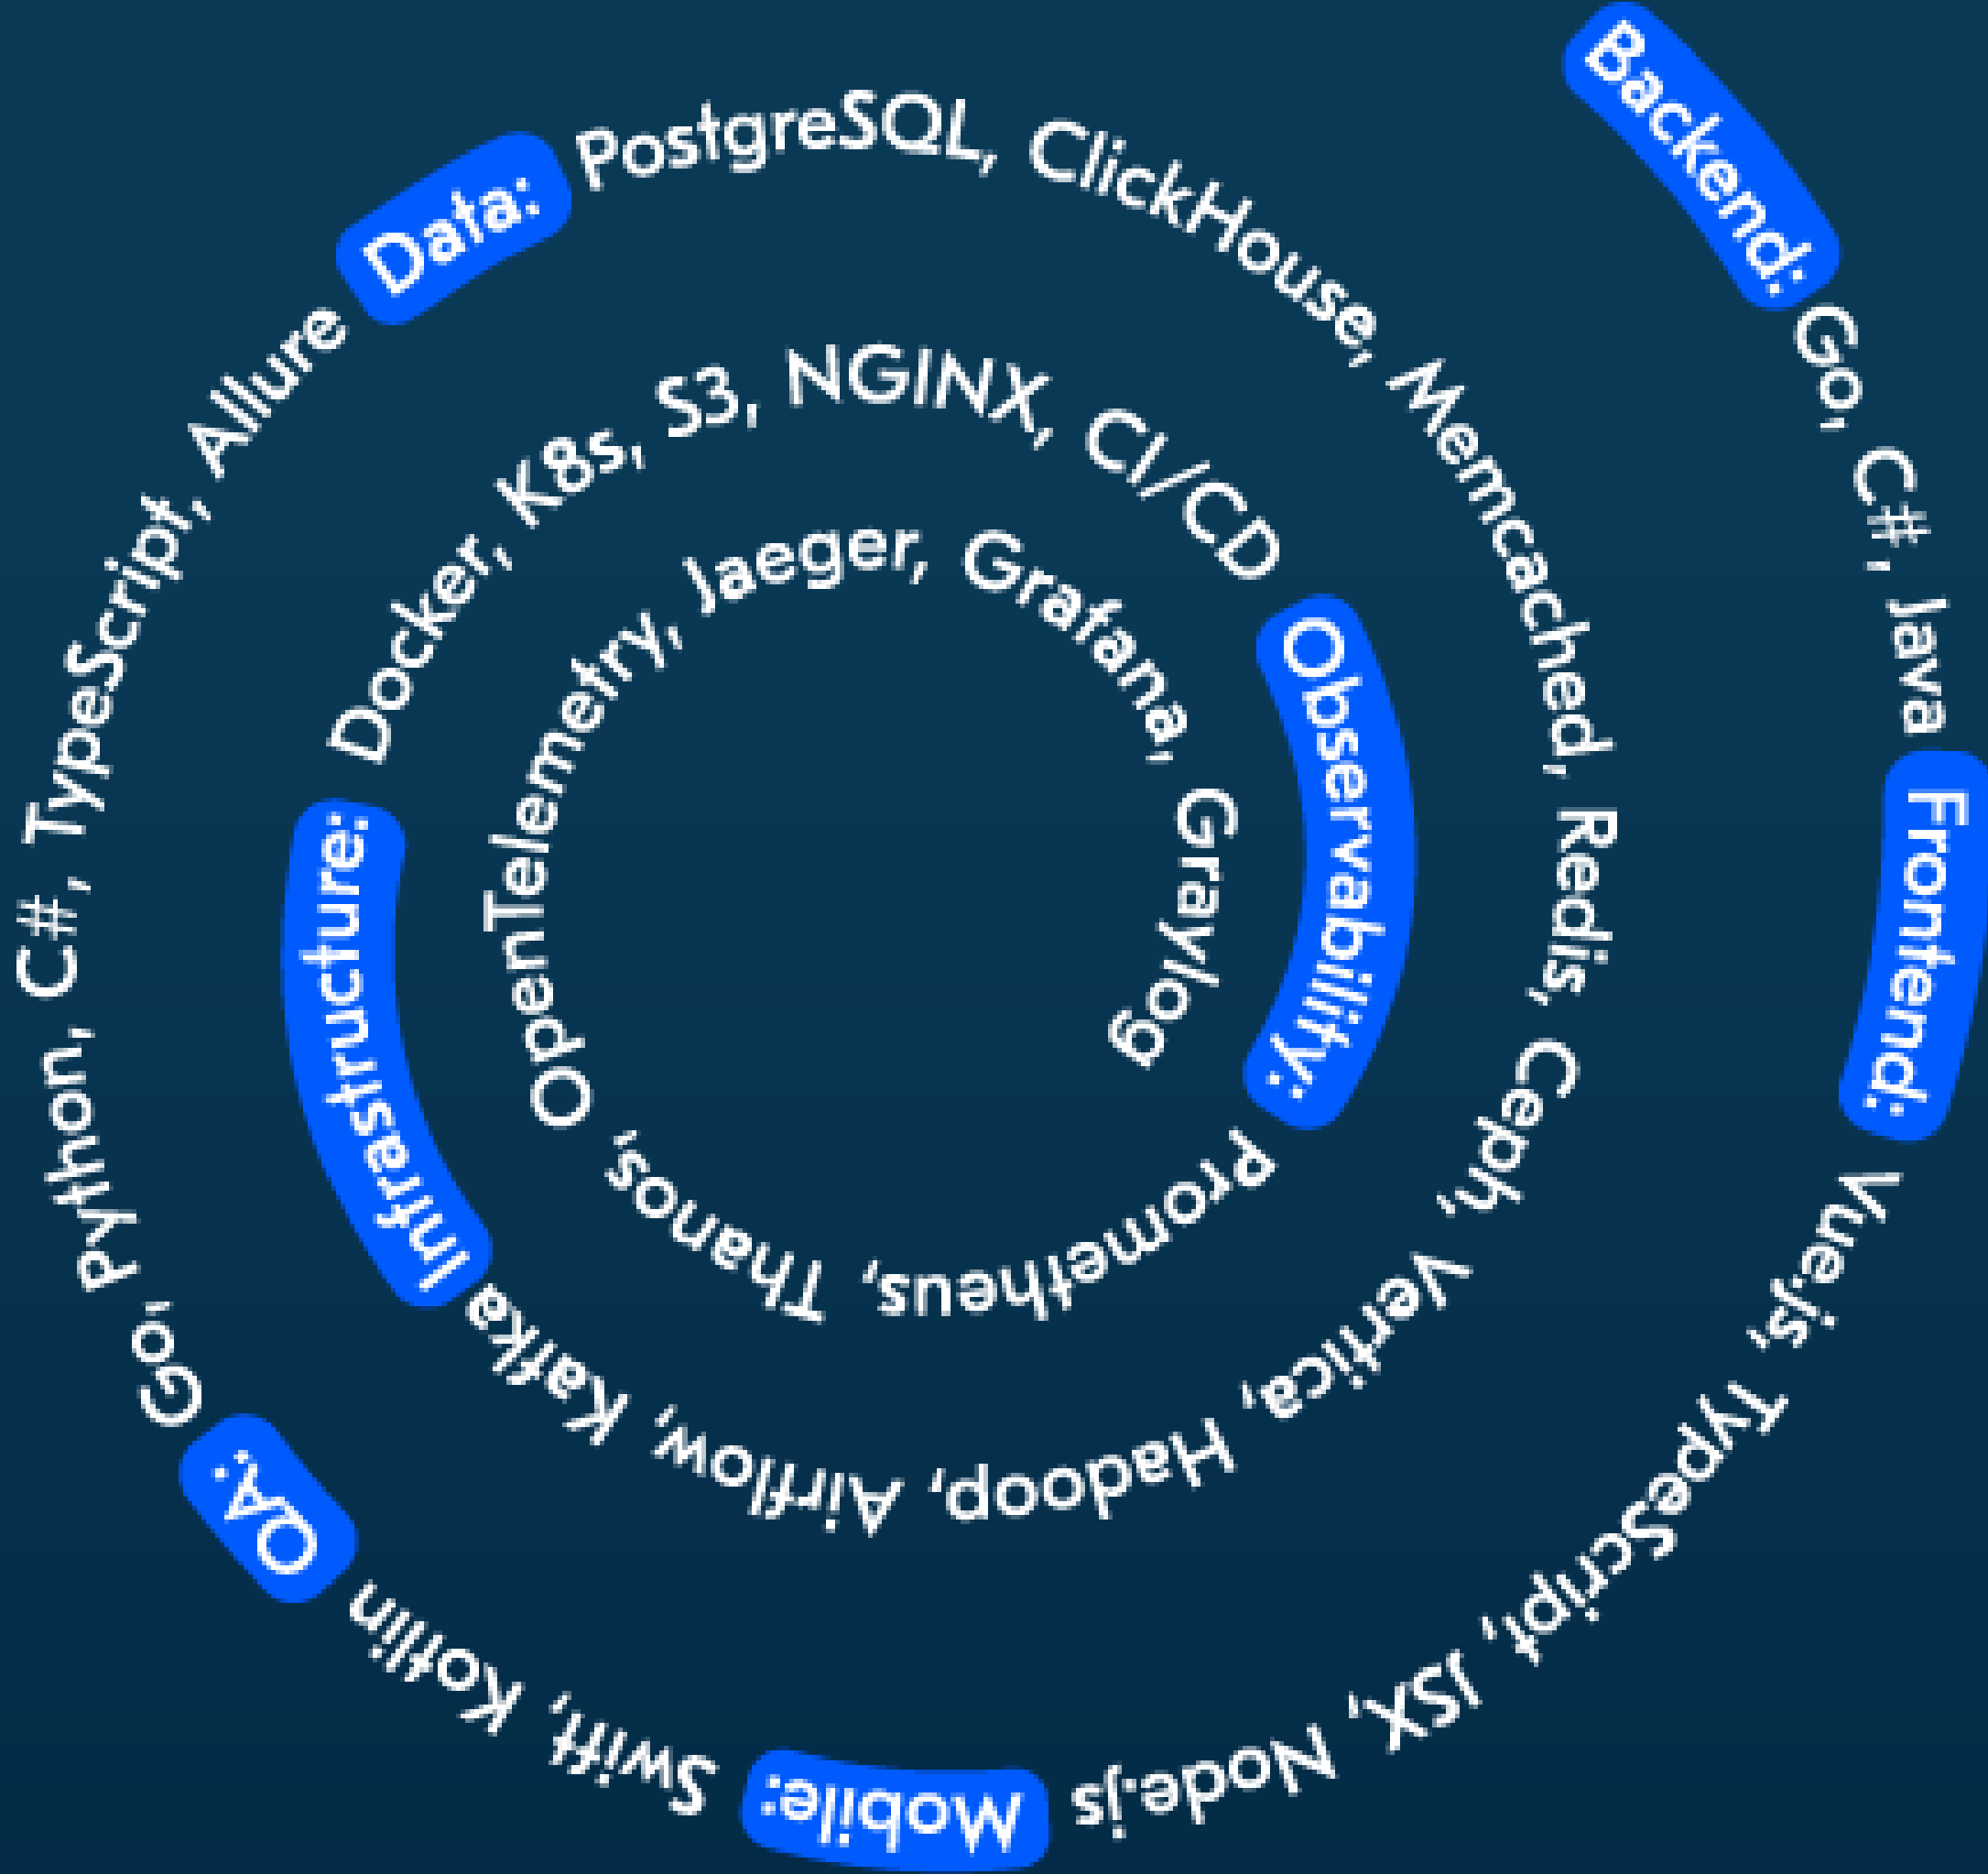 Backend: Go, C#, Java
Frontend: Vue.js, TypeScript, JSX, Node.js
Mobile: Swift, Kotlin
QA: Go, Python, C#, TypeScript, Allure
Data: PostgreSQL, ClickHouse, Memcached, Redis, Ceph, Vertica, Hadoop, Airflow, Kafka
Infrastructure: Docker, K8s, S3, NGINX, CI/CD
Observability: Prometheus, Thanos, OpenTelemetry, Jaeger, Grafana, Graylog